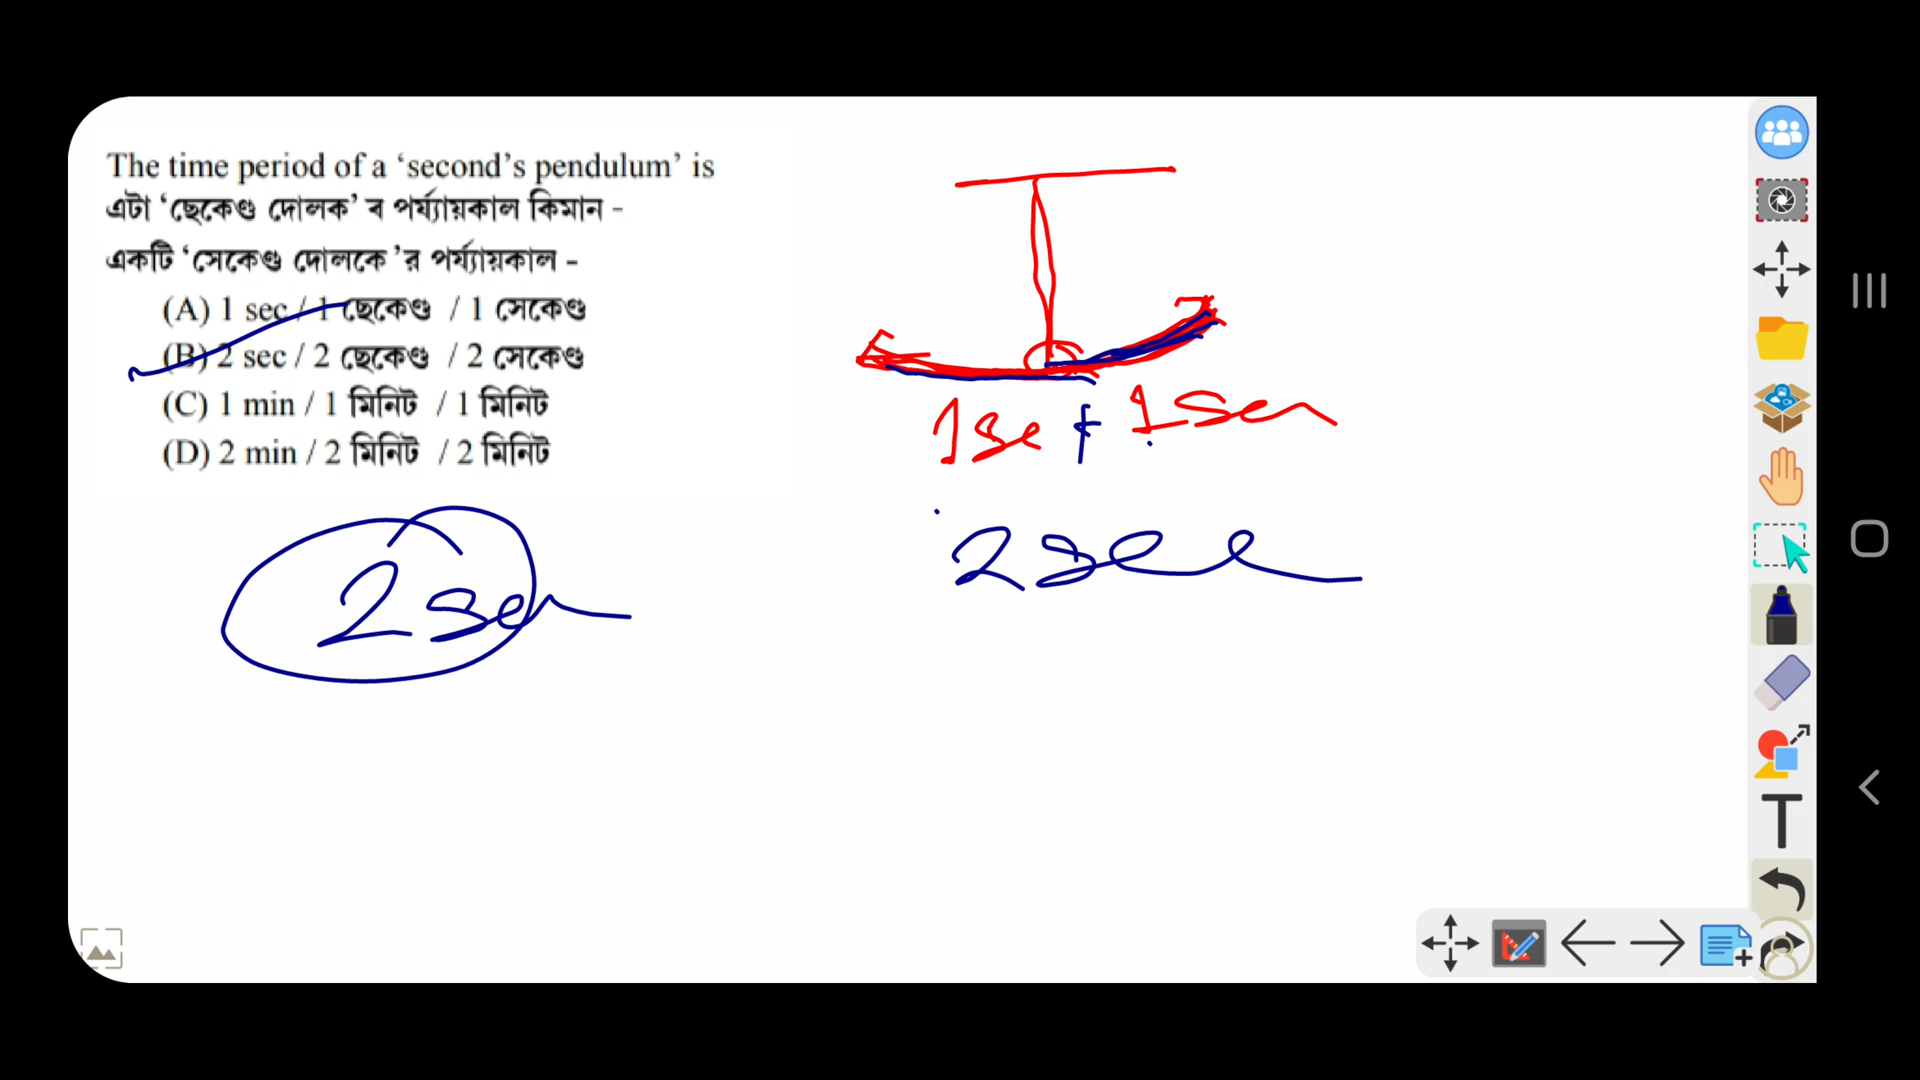 The time period of a ‘second’s pendulum’ is
এটা ‘ছেকেণ্ড দোলক’ ৰ পৰ্য্যায়কাল কিমান -
একটি ‘সেকেণ্ড দোলকে ’র পর্য্যায়কাল -
(A) 1 sec / 1 ছেকেণ্ড / 1 সেকেণ্ড
(B) 2 sec / 2 ছেকেণ্ড / 2 সেকেণ্ড
(C) 1 min / 1 মিনিট / 1 মিনিট
(D) 2 min / 2 মিনিট / 2 মিনিট
1 se + 1 sec
2 sec
2 sec